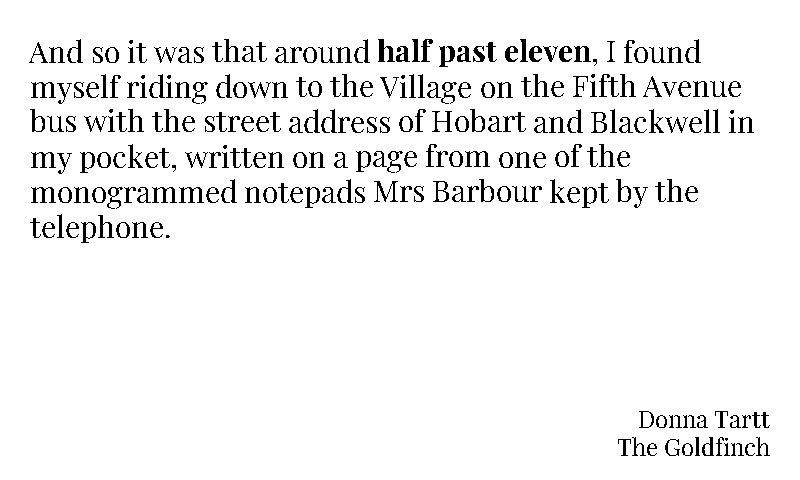 And so it was that around half past eleven, I found
myself riding down to the Village on the Fifth Avenue
bus with the street address of Hobart and Blackwell in
my pocket, written on a page from one of the
monogrammed notepads Mrs Barbour kept by the
telephone.
Donna Tartt
The Goldfinch